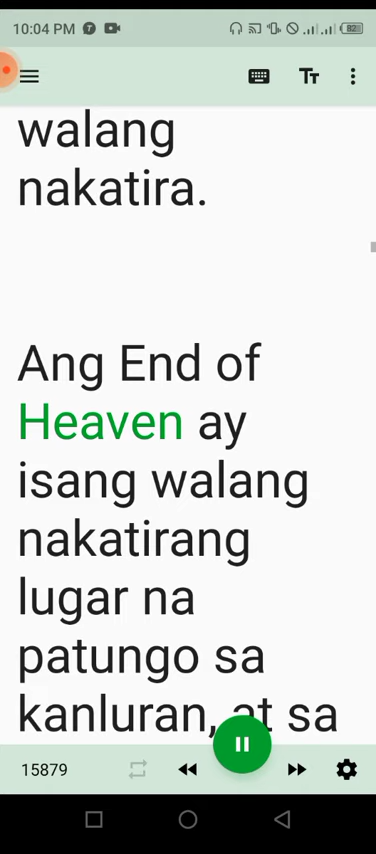 10:04 PM
82
walang
nakatira.
Ang End of
Heaven ay
isang walang
nakatirang
lugar na
patungo sa
kanluran, at sa
15879